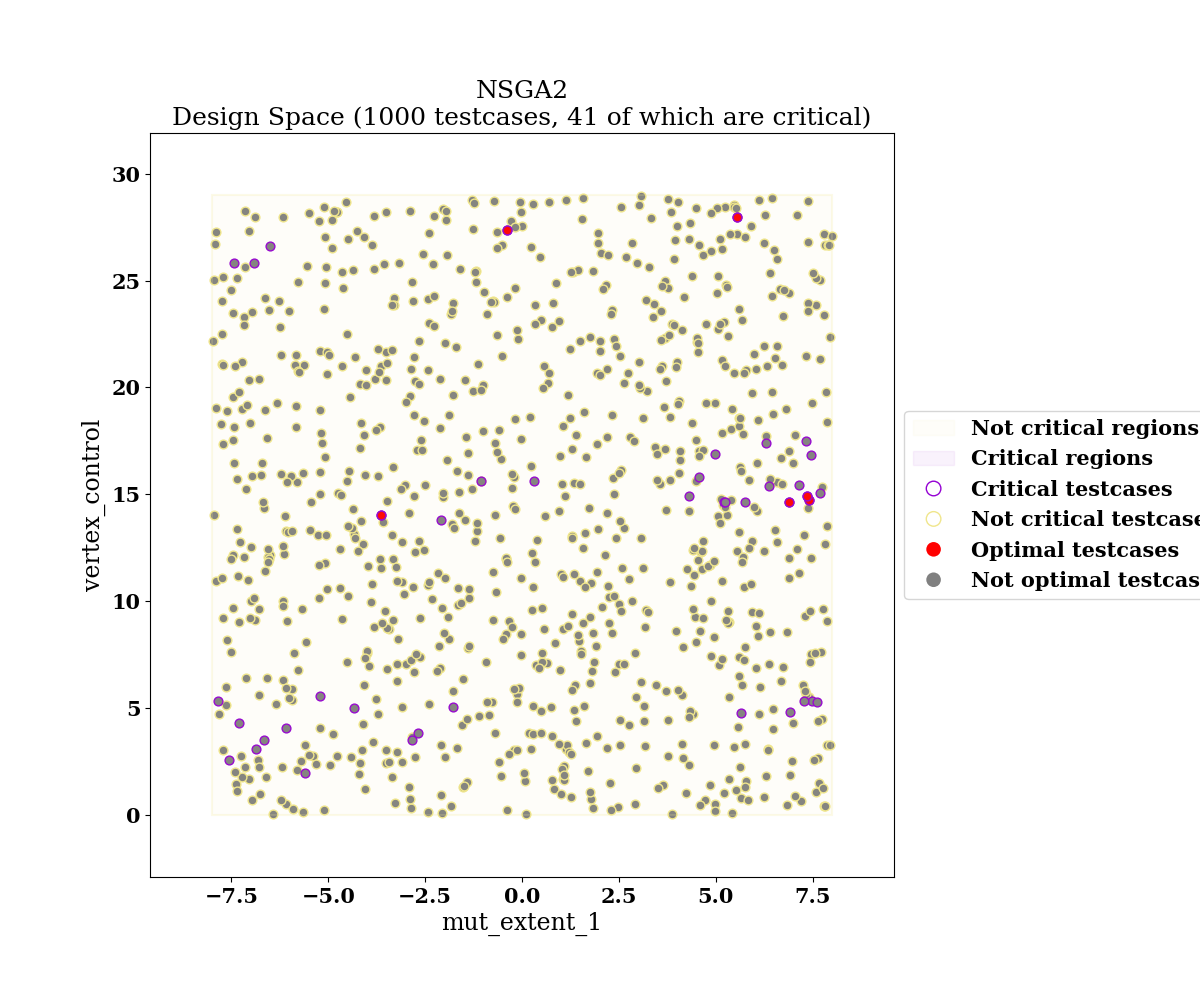 NSGA2
Design Space (1000 testcases, 41 of which are critical)
30
25
20
15
10
5
0
vertex_control
−7.5 −5.0 −2.5 0.0 2.5 5.0 7.5
mut_extent_1
Not critical regions
Critical regions
Critical testcases
Not critical testcase
Optimal testcases
Not optimal testcas